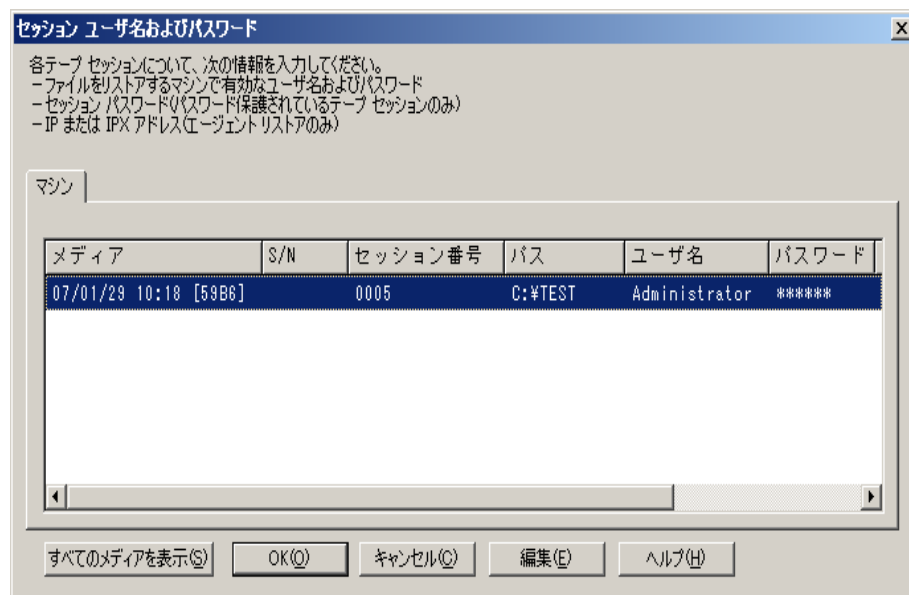 セッション ユーザ名およびパスワード
各テープ セッションについて、次の情報を入力してください。
－ファイルをリストアするマシンで有効なユーザ名およびパスワード
－セッション パスワード(パスワード保護されているテープ セッションのみ)
－IP または IPX アドレス(エージェント リストアのみ)
マシン
メディア S/N セッション番号 パス ユーザ名 パスワード
07/01/29 10:18 [59B6] 0005 C:¥TEST Administrator ******
すべてのメディアを表示(S) OK(O) キャンセル(C) 編集(E) ヘルプ(H)